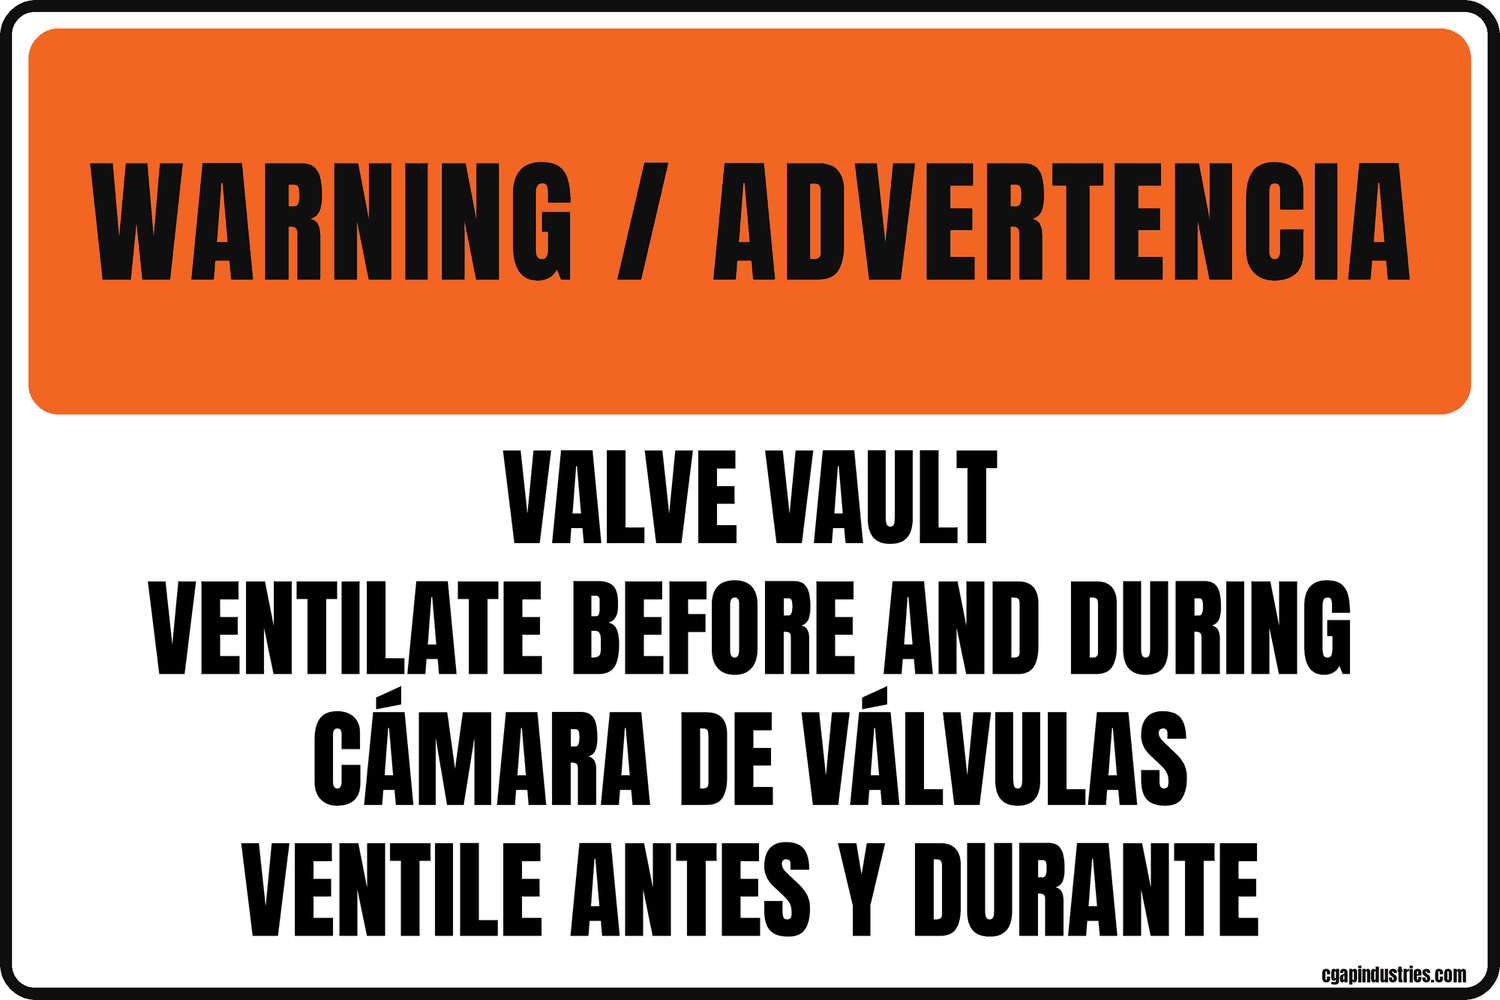 WARNING / ADVERTENCIA
VALVE VAULT
VENTILATE BEFORE AND DURING
CÁMARA DE VÁLVULAS
VENTILE ANTES Y DURANTE
cgapindustries.com